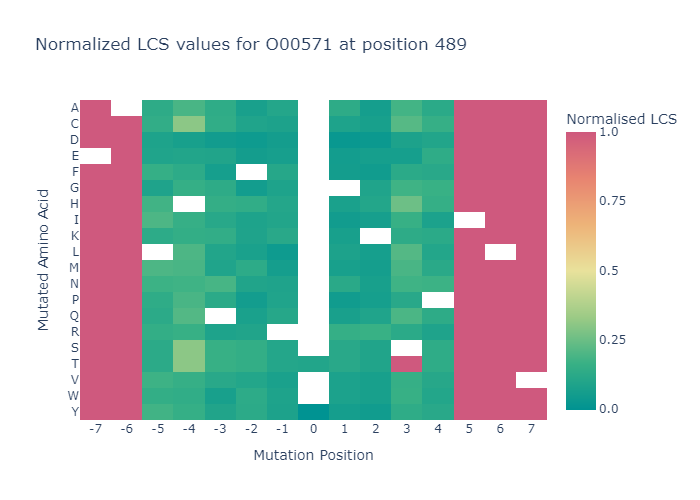 Normalized LCS values for O00571 at position 489
Normalised LCS
Mutated Amino Acid
A
C
D
E
F
G
H
I
K
L
M
N
P
Q
R
S
T
V
W
Y
1.0
0.75
0.5
0.25
0.0
-7 -6 -5 -4 -3 -2 -1 0 1 2 3 4 5 6 7
Mutation Position